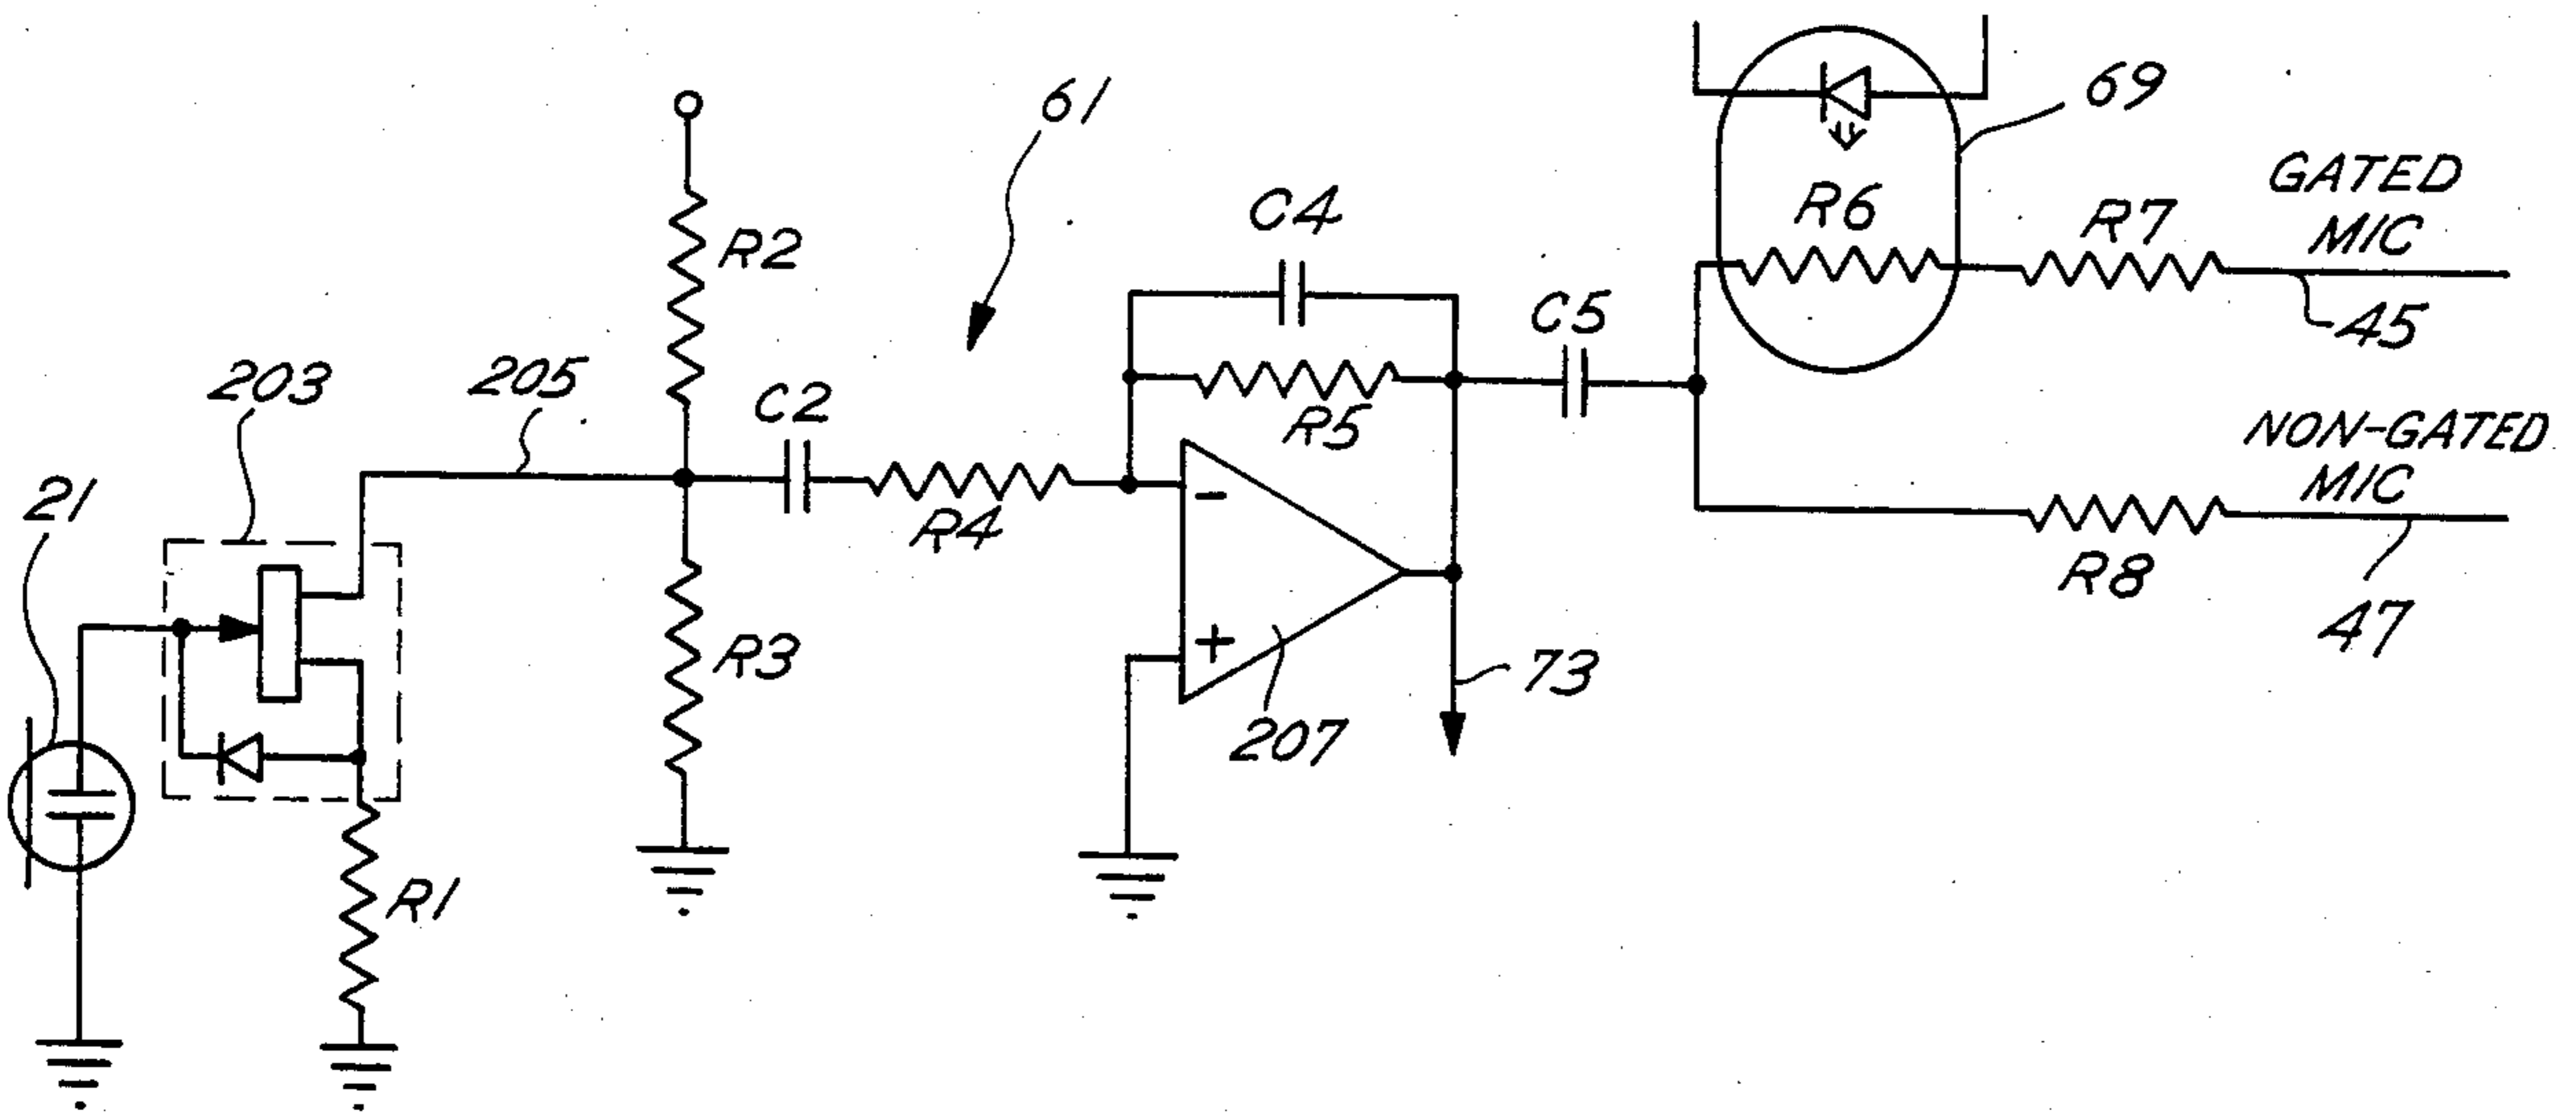 61
69
GATED
MIC
C4
R6
R7
R2
C5
45
203
205
C2
R5
NON-GATED
MIC
21
R4
−
R8
R3
+
73
47
207
R1